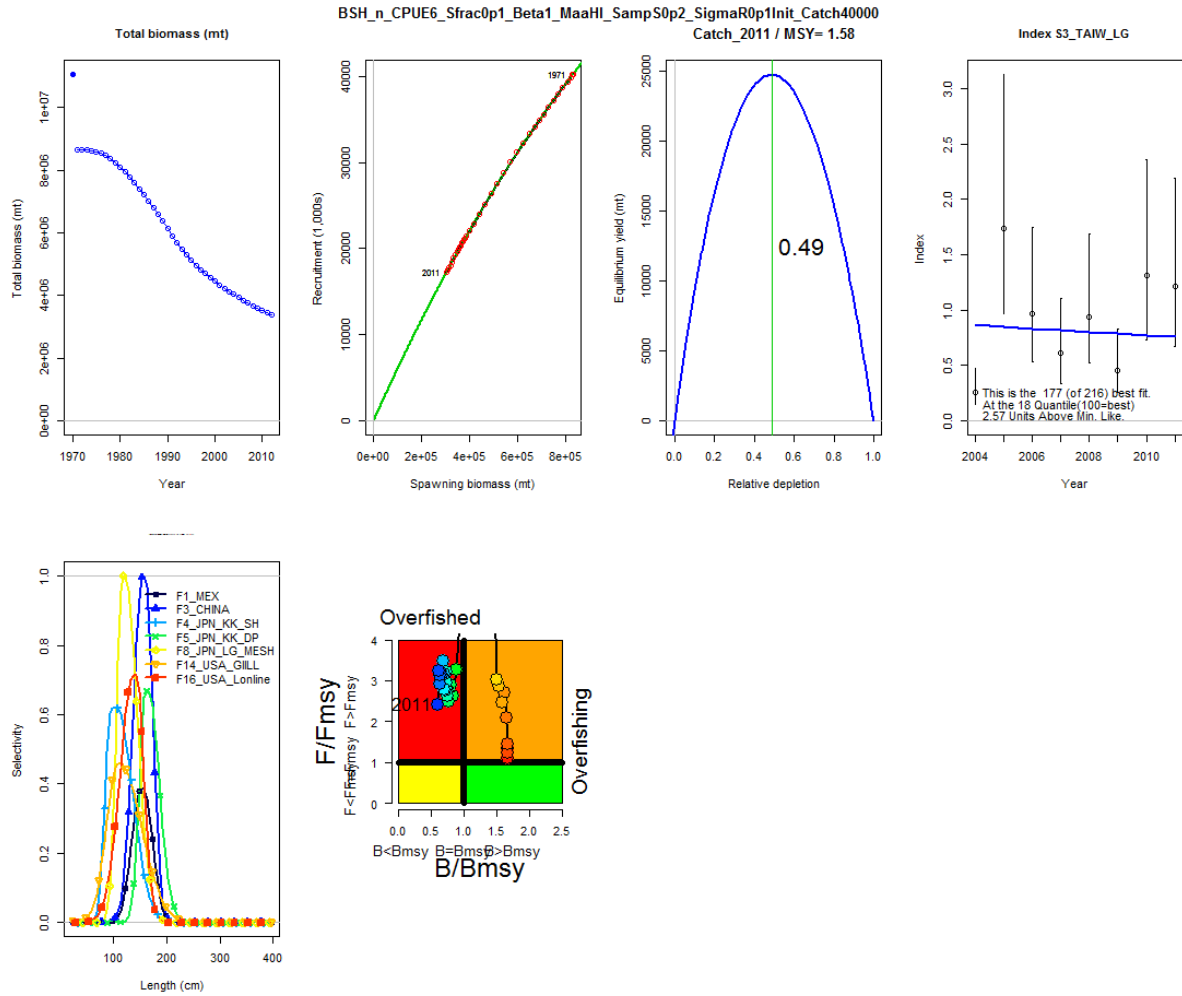 BSH_n_CPUE6_Sfrac0p1_Beta1_MaaHI_SampS0p2_SigmaR0p1Init_Catch40000
Total biomass (mt)
Catch_2011 / MSY= 1.58
Index S3_TAIW_LG
Total biomass (mt)
0e+00
2e+06
4e+06
6e+06
8e+06
1e+07
1970
1980
1990
2000
2010
Year
Recruitment (1,000s)
0
10000
20000
30000
40000
1971
2011
0e+00
2e+05
4e+05
6e+05
8e+05
Spawning biomass (mt)
Equilibrium yield (mt)
0
5000
10000
15000
20000
25000
0.49
0.0
0.2
0.4
0.6
0.8
1.0
Relative depletion
Index
0.0
0.5
1.0
1.5
2.0
2.5
3.0
This is the 177 (of 216) best fit.
At the 18 Quantile(100=best)
2.57 Units Above Min. Like.
2004
2006
2008
2010
Year
Selectivity
0.0
0.2
0.4
0.6
0.8
1.0
F1_MEX
F3_CHINA
F4_JPN_KK_SH
F5_JPN_KK_DP
F8_JPN_LG_MESH
F14_USA_GIILL
F16_USA_Lonline
100
200
300
400
Length (cm)
Overfished
F/Fmsy
F>Fmsy
F<Fmsy
0
1
2
3
4
2011
Overfishing
0.0
0.5
1.0
1.5
2.0
2.5
B<Bmsy
B=Bmsy
B>Bmsy
B/Bmsy